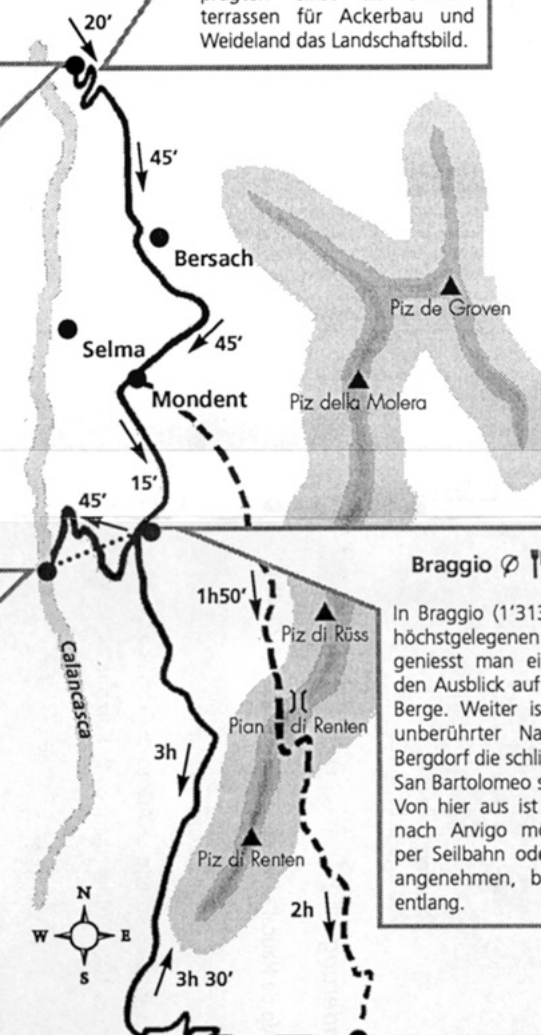 prägten
terrassen für Ackerbau und
Weideland das Landschaftsbild.
20′
45′
Bersach
Piz de Groven
Selma
45′
Mondent
Piz della Molera
15′
45′
Braggio
1h50′
In Braggio (1'313
höchstgelegenen
Piz di Rüss
geniesst man ei
den Ausblick auf
Berge. Weiter is
Calancasca
Pian di Renten
unberührter Na
Bergdorf die schli
3h
San Bartolomeo s
Von hier aus ist
nach Arvigo mö
Piz di Renten
per Seilbahn ode
angenehmen, b
entlang.
N
W E
S
2h
3h 30′